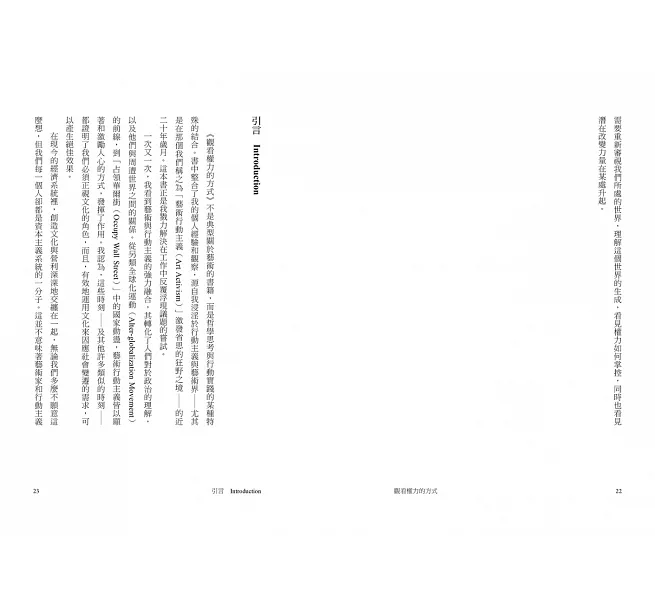 需要重新審視我們所處的世界，理解這個世界的生成，看見權力如何掌控，同時也看見
潛在改變力量在某處升起。
觀看權力的方式
22
引言　Introduction
《觀看權力的方式》不是典型關於藝術的書籍，而是哲學思考與行動實踐的某種特
殊的結合。書中整合了我的個人經驗和觀察，源自我浸淫於行動主義與藝術界——尤其
是在那個我們稱之為「藝術行動主義（Art Activism）」激發省思的狂野之境——的近
二十年歲月。這本書正是我戮力解決在工作中反覆浮現議題的嘗試。
一次又一次，我看到藝術與行動主義的強力融合，其轉化了人們對於政治的理解，
以及他們與周遭世界之間的關係。從另類全球化運動（Alter-globalization Movement）
的前線，到「占領華爾街（Occupy Wall Street）」中的國家動盪，藝術行動主義皆以顯
著和激勵人心的方式，發揮了作用。我認為，這些時刻——及其他許多類似的時刻——
都證明了我們必須正視文化的角色，而且，有效地運用文化來因應社會變遷的需求，可
以產生絕佳效果。
在現今的經濟系統裡，創造文化與營利深深地交纏在一起，無論我們多麼不願意這
麼想，但我們每一個人卻都是資本主義系統的一分子。這並不意味著藝術家和行動主義
引言　Introduction
23